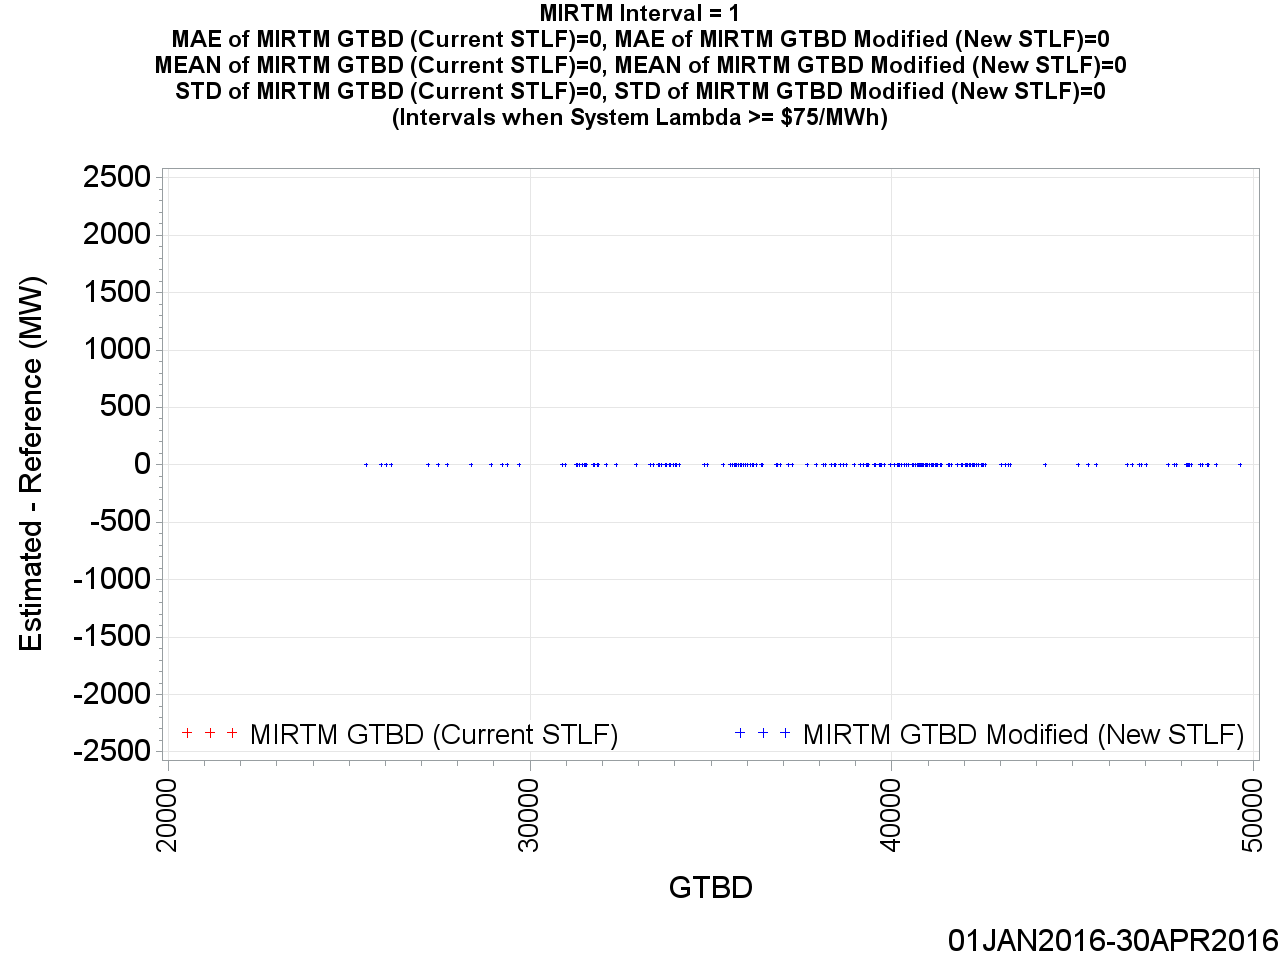 MIRTM Interval = 1
MAE of MIRTM GTBD (Current STLF)=0, MAE of MIRTM GTBD Modified (New STLF)=0
MEAN of MIRTM GTBD (Current STLF)=0, MEAN of MIRTM GTBD Modified (New STLF)=0
STD of MIRTM GTBD (Current STLF)=0, STD of MIRTM GTBD Modified (New STLF)=0
(Intervals when System Lambda >= $75/MWh)
Estimated - Reference (MW)
2500
2000
1500
1000
500
0
-500
-1000
-1500
-2000
-2500
MIRTM GTBD (Current STLF)
MIRTM GTBD Modified (New STLF)
20000
30000
40000
50000
GTBD
01JAN2016-30APR2016